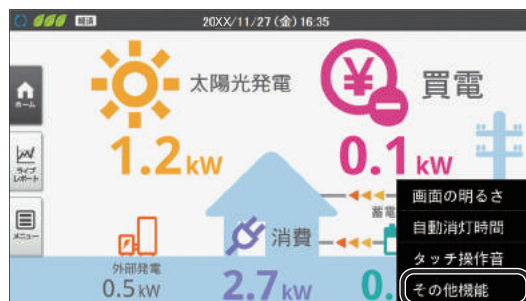 経済 20XX/11/27(金)16:35
ホーム
ライブ
レポート
メニュー
太陽光発電
1.2kW
買電
0.1kW
外部発電
0.5kW
消費
2.7kW
蓄電
0.
画面の明るさ
自動消灯時間
タッチ操作音
その他機能